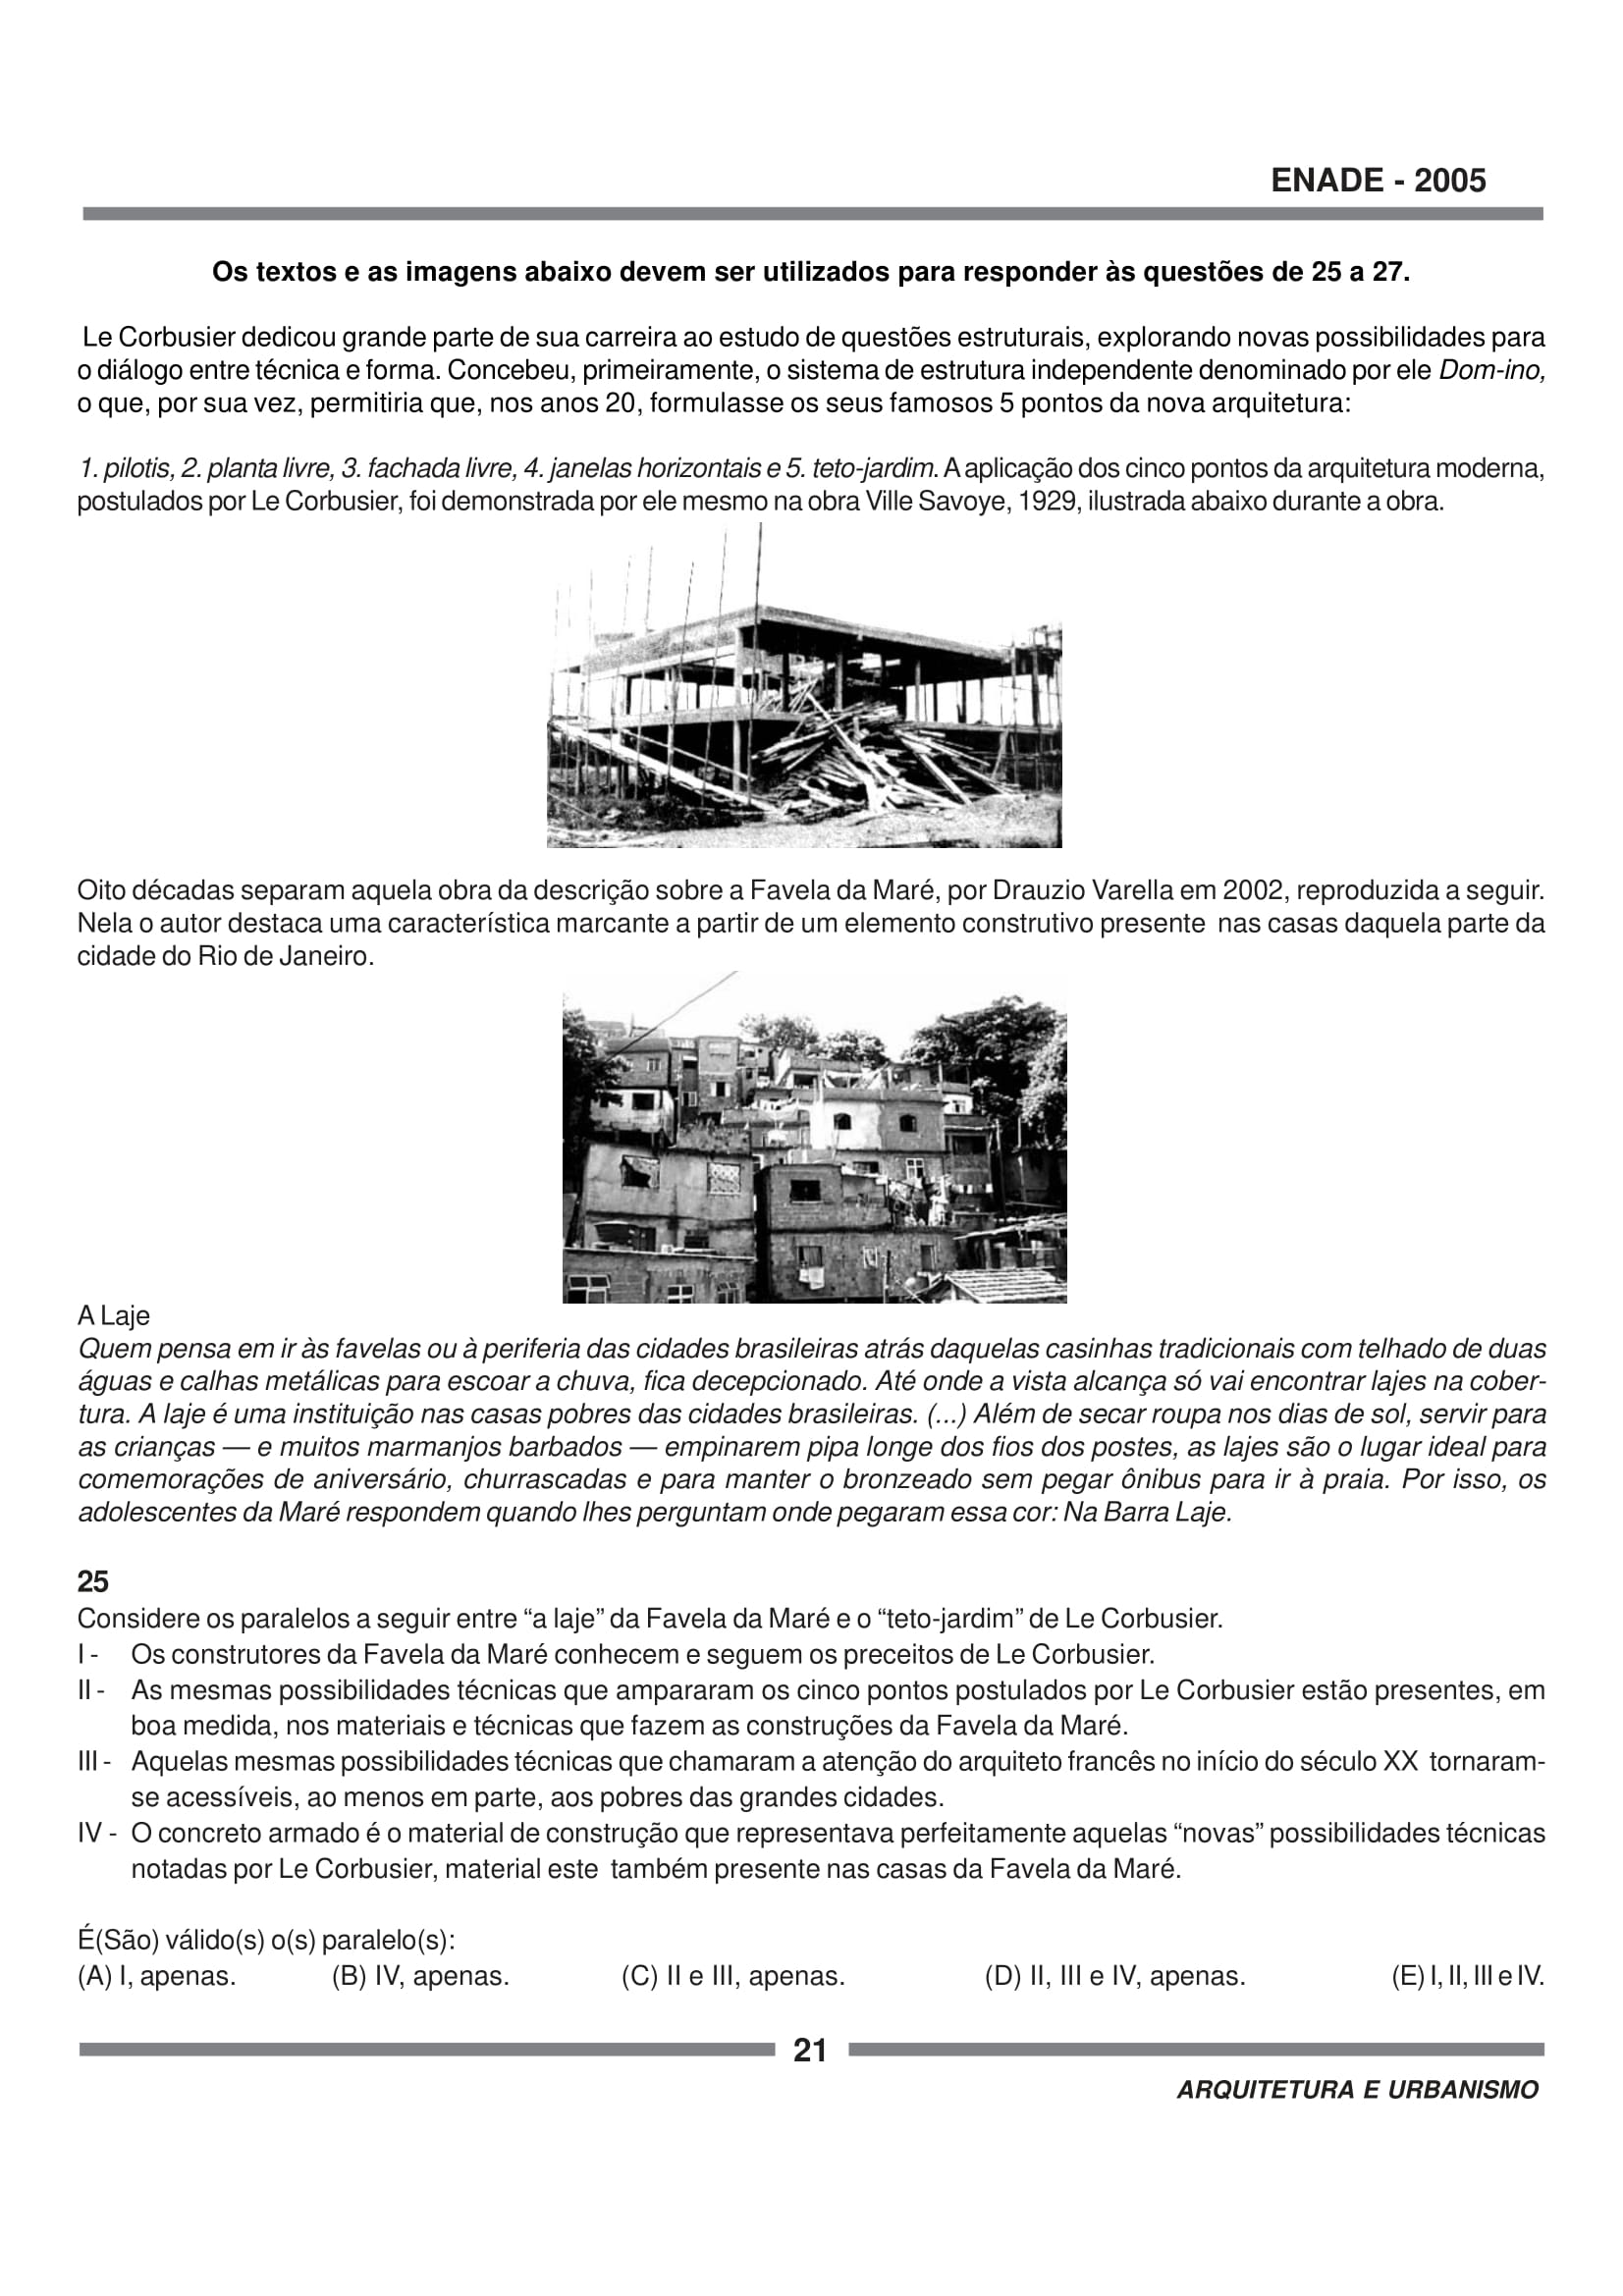 ENADE - 2005
Os textos e as imagens abaixo devem ser utilizados para responder às questões de 25 a 27.
Le Corbusier dedicou grande parte de sua carreira ao estudo de questões estruturais, explorando novas possibilidades para
o diálogo entre técnica e forma. Concebeu, primeiramente, o sistema de estrutura independente denominado por ele Dom-ino,
o que, por sua vez, permitiria que, nos anos 20, formulasse os seus famosos 5 pontos da nova arquitetura:
1. pilotis, 2. planta livre, 3. fachada livre, 4. janelas horizontais e 5. teto-jardim. A aplicação dos cinco pontos da arquitetura moderna,
postulados por Le Corbusier, foi demonstrada por ele mesmo na obra Ville Savoye, 1929, ilustrada abaixo durante a obra.
Oito décadas separam aquela obra da descrição sobre a Favela da Maré, por Drauzio Varella em 2002, reproduzida a seguir.
Nela o autor destaca uma característica marcante a partir de um elemento construtivo presente nas casas daquela parte da
cidade do Rio de Janeiro.
A Laje
Quem pensa em ir às favelas ou à periferia das cidades brasileiras atrás daquelas casinhas tradicionais com telhado de duas
águas e calhas metálicas para escoar a chuva, fica decepcionado. Até onde a vista alcança só vai encontrar lajes na cober-
tura. A laje é uma instituição nas casas pobres das cidades brasileiras. (...) Além de secar roupa nos dias de sol, servir para
as crianças — e muitos marmanjos barbados — empinarem pipa longe dos fios dos postes, as lajes são o lugar ideal para
comemorações de aniversário, churrascadas e para manter o bronzeado sem pegar ônibus para ir à praia. Por isso, os
adolescentes da Maré respondem quando lhes perguntam onde pegaram essa cor: Na Barra Laje.
25
Considere os paralelos a seguir entre “a laje” da Favela da Maré e o “teto-jardim” de Le Corbusier.
I - Os construtores da Favela da Maré conhecem e seguem os preceitos de Le Corbusier.
II - As mesmas possibilidades técnicas que ampararam os cinco pontos postulados por Le Corbusier estão presentes, em
boa medida, nos materiais e técnicas que fazem as construções da Favela da Maré.
III - Aquelas mesmas possibilidades técnicas que chamaram a atenção do arquiteto francês no início do século XX tornaram-
se acessíveis, ao menos em parte, aos pobres das grandes cidades.
IV - O concreto armado é o material de construção que representava perfeitamente aquelas “novas” possibilidades técnicas
notadas por Le Corbusier, material este também presente nas casas da Favela da Maré.
É(São) válido(s) o(s) paralelo(s):
(A) I, apenas. (B) IV, apenas. (C) II e III, apenas. (D) II, III e IV, apenas. (E) I, II, III e IV.
21
ARQUITETURA E URBANISMO